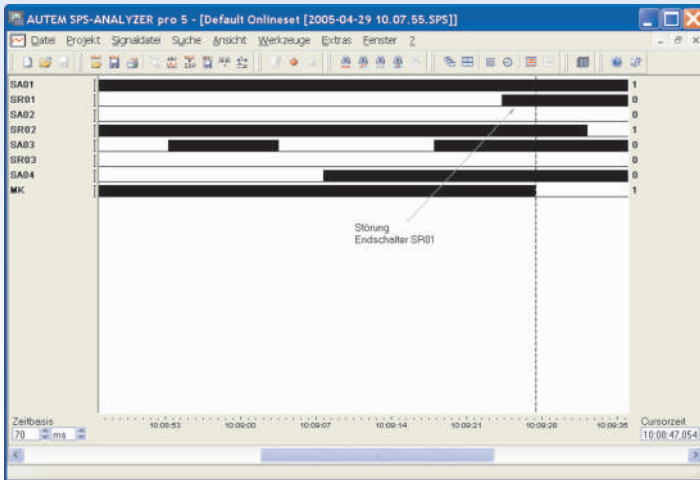 AUTEM SPS-ANALYZER pro 5 - [Default Onlineset [2005-04-29 10.07.55.SPS]]
Datei Projekt Signaldatei Suche Ansicht Werkzeuge Extras Fenster ?
SA01 1
SR01 0
SA02 0
SR02 1
SA03 0
SR03 0
SA04 0
MK 1
Störung
Endschalter SR01
Zeitbasis
70 ms
10:08:53 10:09:00 10:09:07 10:09:14 10:09:21 10:09:28 10:09:35
Cursorzeit
10:08:47,054